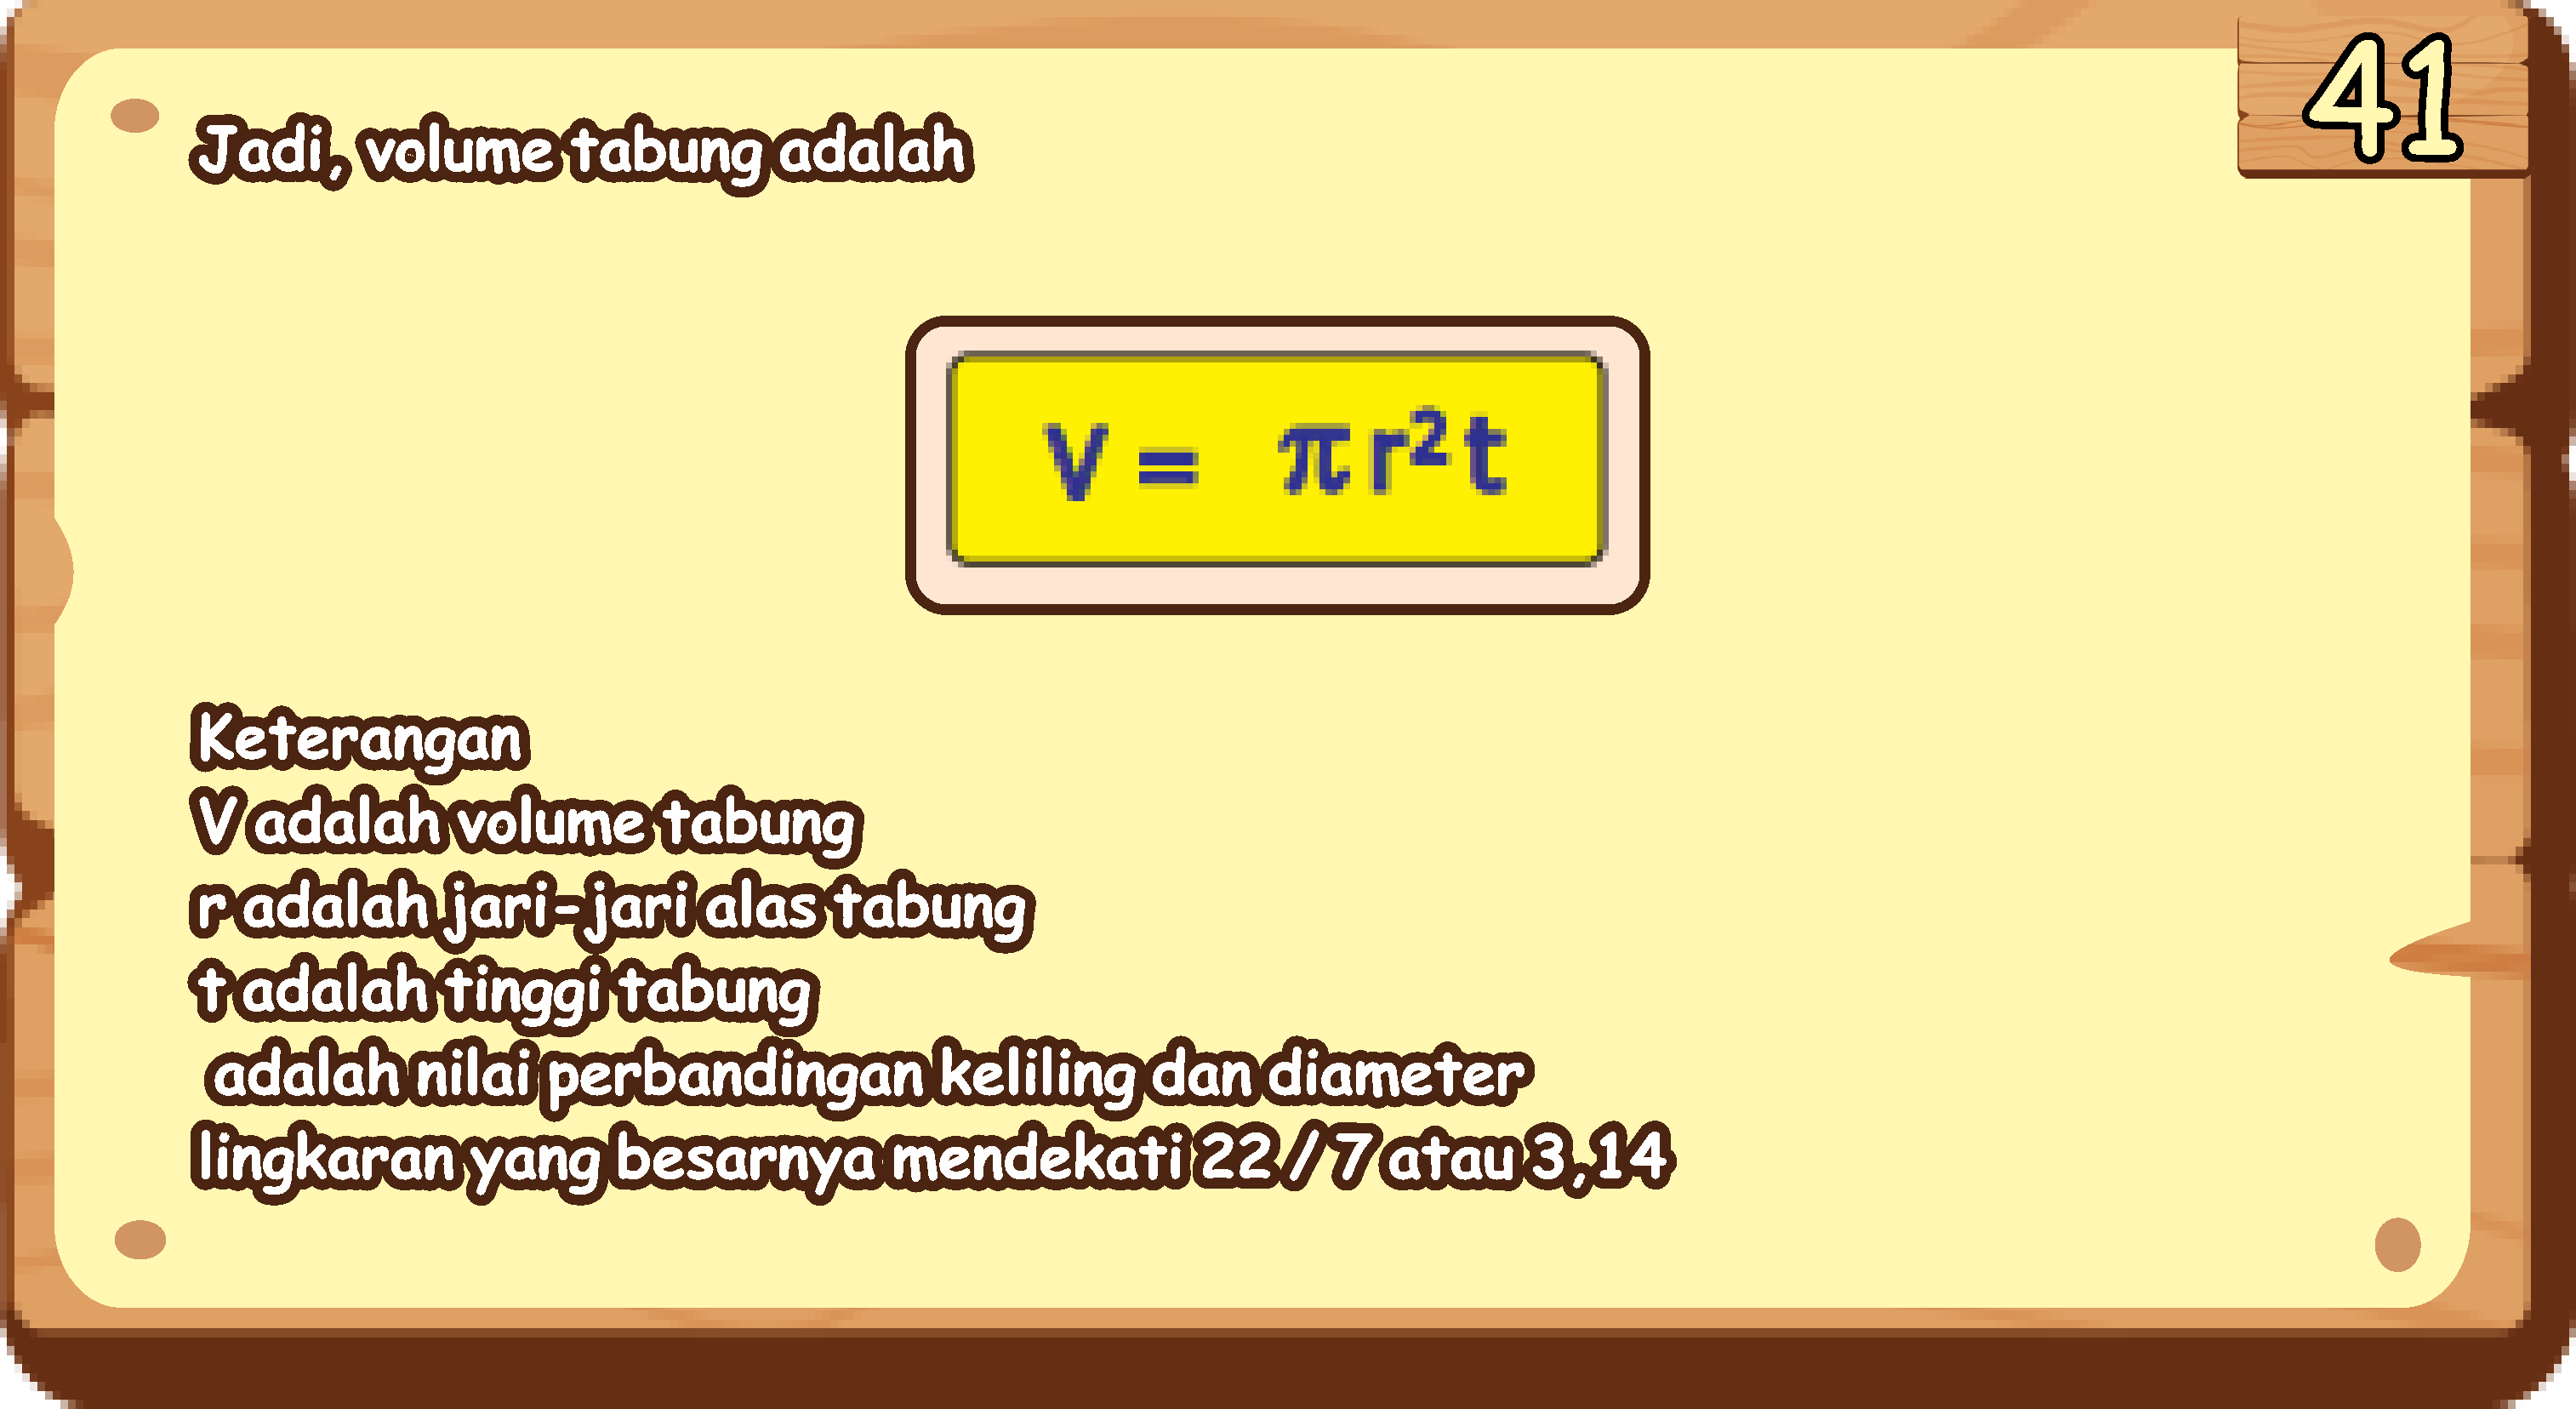 41
Jadi, volume tabung adalah
V = πr²t
Keterangan
V adalah volume tabung
r adalah jari-jari alas tabung
t adalah tinggi tabung
adalah nilai perbandingan keliling dan diameter
lingkaran yang besarnya mendekati 22/7 atau 3,14